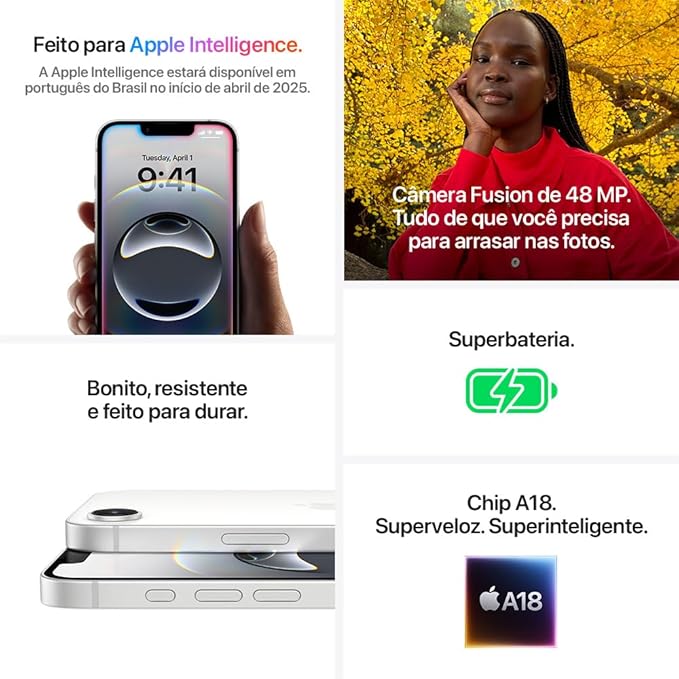 Feito para Apple Intelligence.
A Apple Intelligence estará disponível em
português do Brasil no início de abril de 2025.
Tuesday, April 1
9:41
Câmera Fusion de 48 MP.
Tudo de que você precisa
para arrasar nas fotos.
Superbateria.
Bonito, resistente
e feito para durar.
Chip A18.
Superveloz. Superinteligente.
A18